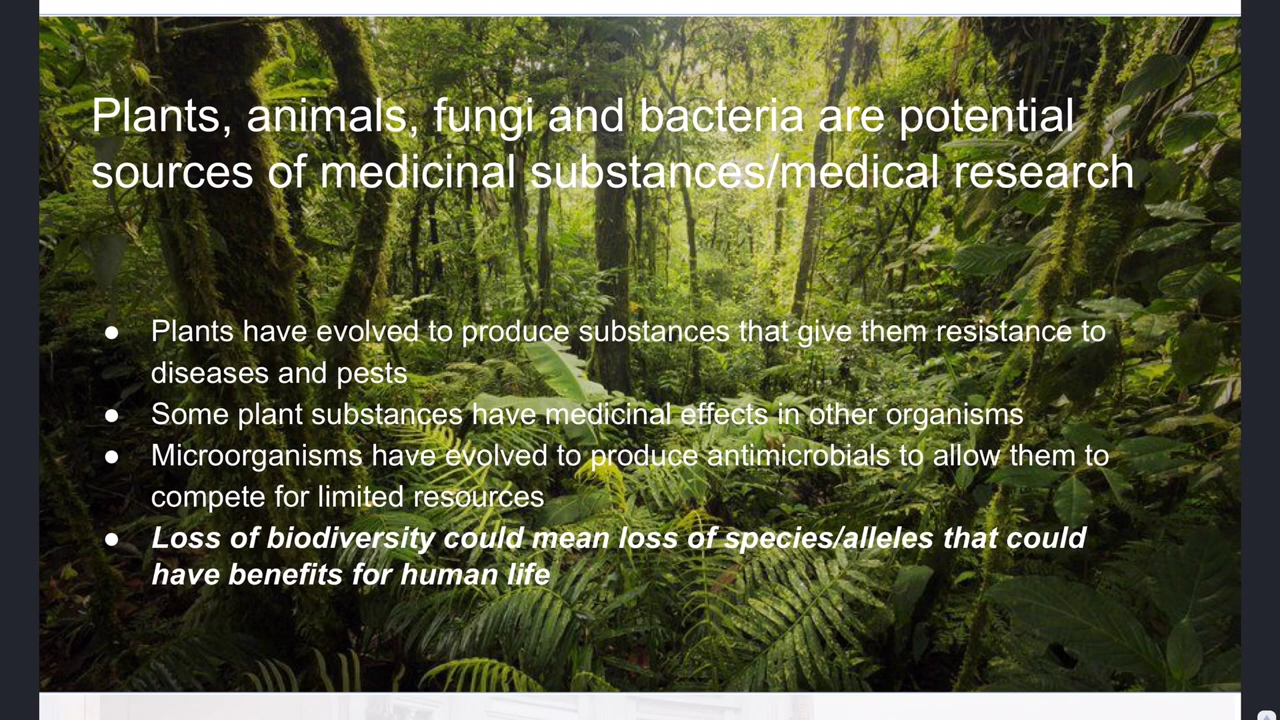 Plants, animals, fungi and bacteria are potential
sources of medicinal substances/medical research
● Plants have evolved to produce substances that give them resistance to
diseases and pests
● Some plant substances have medicinal effects in other organisms
● Microorganisms have evolved to produce antimicrobials to allow them to
compete for limited resources
● Loss of biodiversity could mean loss of species/alleles that could
have benefits for human life